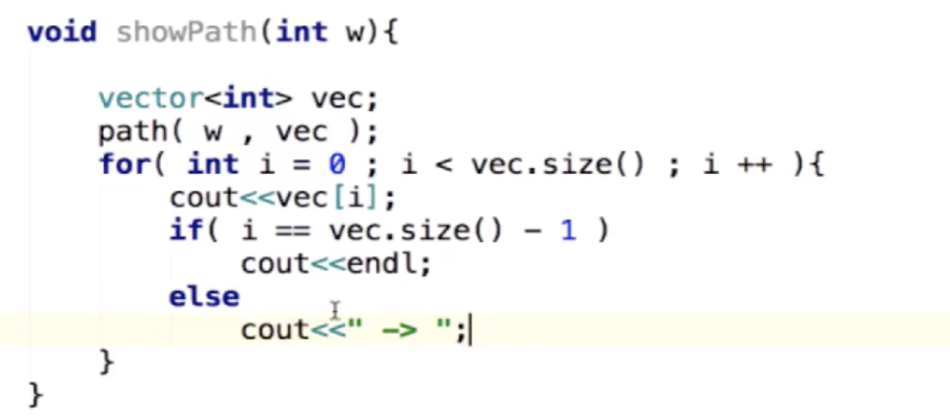 void showPath(int w){
    vector<int> vec;
    path( w , vec );
    for( int i = 0 ; i < vec.size() ; i ++ ){
        cout<<vec[i];
        if( i == vec.size() - 1 )
            cout<<endl;
        else
            cout<<" -> ";
    }
}